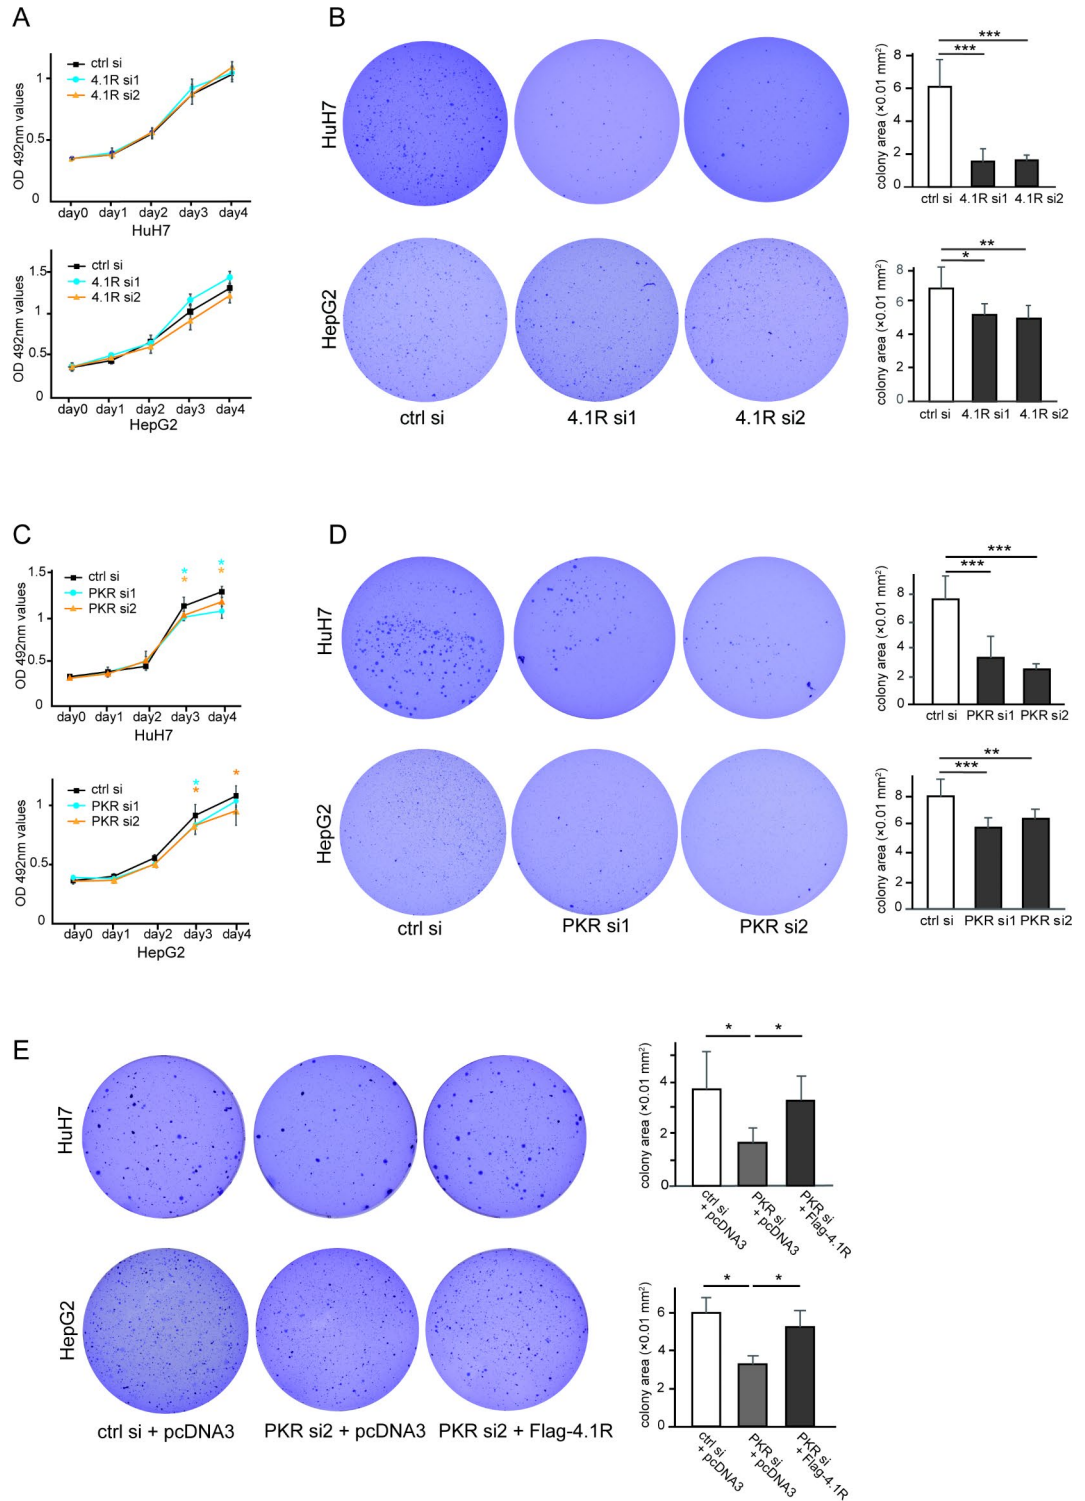 A
ctrl si
4.1R si1
4.1R si2
OD 492nm values
1
0.5
0
day0 day1 day2 day3 day4
HuH7
ctrl si
4.1R si1
4.1R si2
OD 492nm values
1.5
1
0.5
0
day0 day1 day2 day3 day4
HepG2
B
HuH7
HepG2
ctrl si 4.1R si1 4.1R si2
***
***
colony area (×0.01 mm²)
8
6
4
2
0
ctrl si 4.1R si1 4.1R si2
**
*
colony area (×0.01 mm²)
8
6
4
2
0
ctrl si 4.1R si1 4.1R si2
C
ctrl si
PKR si1
PKR si2
*
*
*
*
OD 492nm values
1.5
1
0.5
0
day0 day1 day2 day3 day4
HuH7
ctrl si
PKR si1
PKR si2
*
*
*
OD 492nm values
1
0.5
0
day0 day1 day2 day3 day4
HepG2
D
HuH7
HepG2
ctrl si PKR si1 PKR si2
***
***
colony area (×0.01 mm²)
8
6
4
2
0
ctrl si PKR si1 PKR si2
**
***
colony area (×0.01 mm²)
8
6
4
2
0
ctrl si PKR si1 PKR si2
E
HuH7
HepG2
ctrl si + pcDNA3 PKR si2 + pcDNA3 PKR si2 + Flag-4.1R
* *
colony area (×0.01 mm²)
4
2
0
ctrl si
+ pcDNA3
PKR si
+ pcDNA3
PKR si
+ Flag-4.1R
* *
colony area (×0.01 mm²)
6
4
2
0
ctrl si
+ pcDNA3
PKR si
+ pcDNA3
PKR si
+ Flag-4.1R